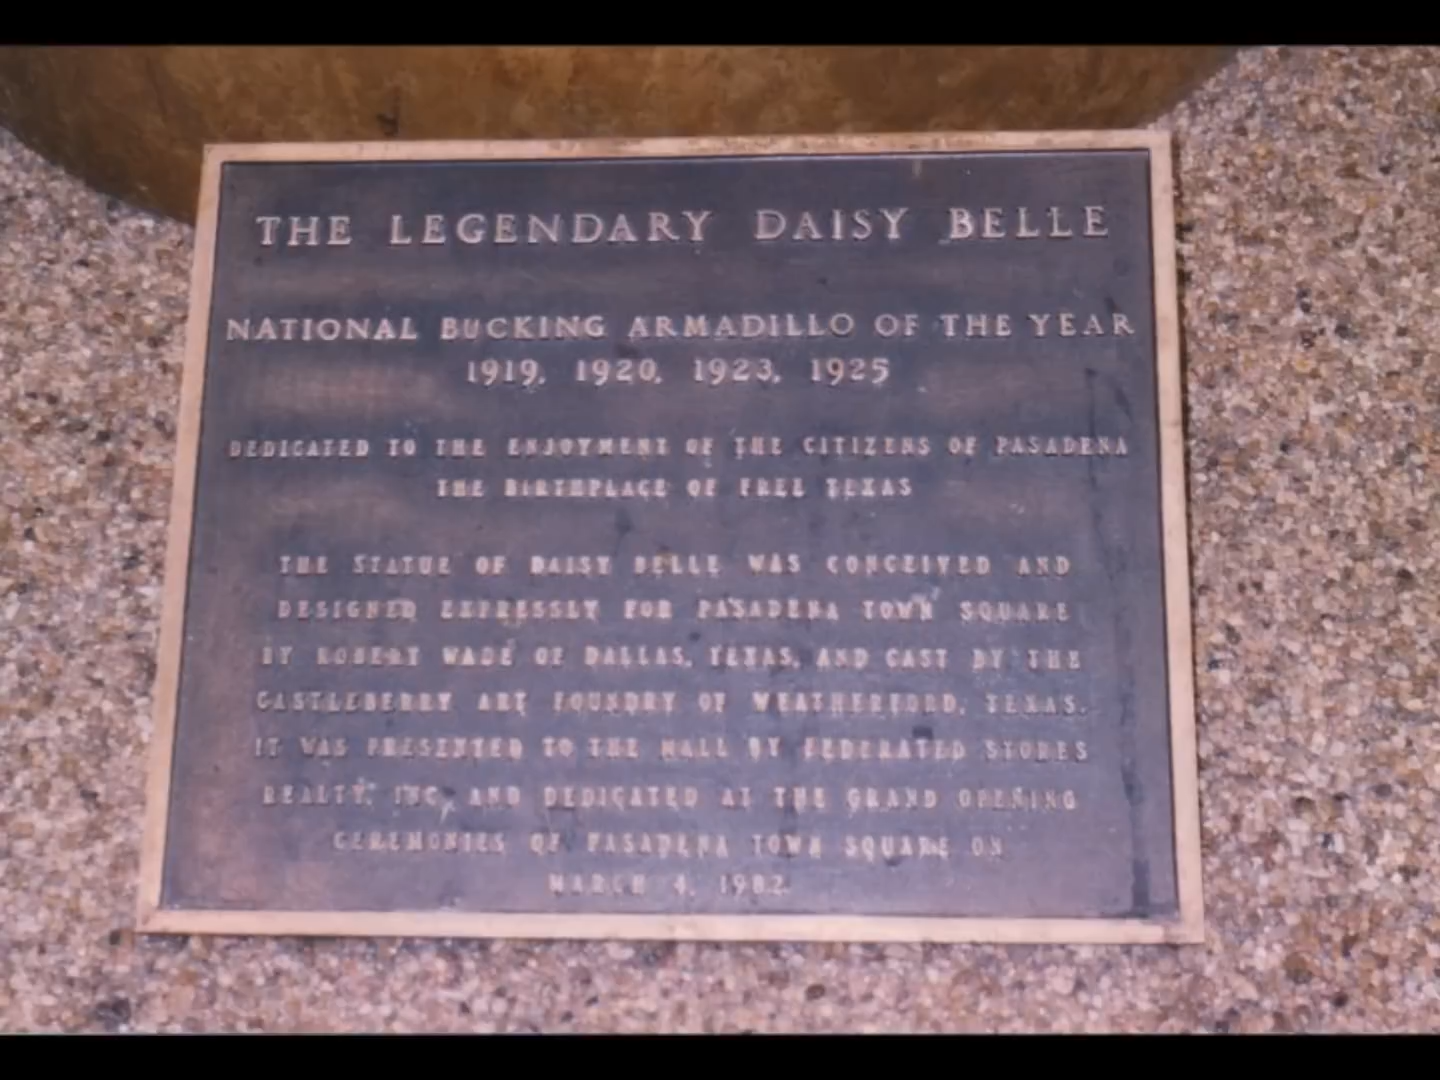 THE LEGENDARY DAISY BELLE
NATIONAL BUCKING ARMADILLO OF THE YEAR
1919, 1920, 1923, 1925
DEDICATED TO THE ENJOYMENT OF THE CITIZENS OF PASADENA
THE BIRTHPLACE OF FREE TEXAS
THE STATUE OF DAISY BELLE WAS CONCEIVED AND
DESIGNED EXPRESSLY FOR PASADENA TOWN SQUARE
BY ROBERT WADE OF DALLAS, TEXAS, AND CAST BY THE
CASTLEBERRY ART FOUNDRY OF WEATHERFORD, TEXAS.
IT WAS PRESENTED TO THE MALL BY FEDERATED STORES
REALTY, INC, AND DEDICATED AT THE GRAND OPENING
CEREMONIES OF PASADENA TOWN SQUARE ON
MARCH 4, 1982